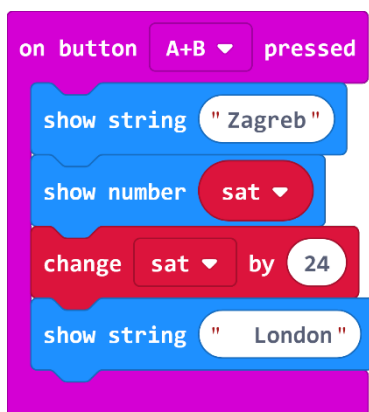 on button A+B pressed
show string "Zagreb"
show number sat
change sat by 24
show string " London"